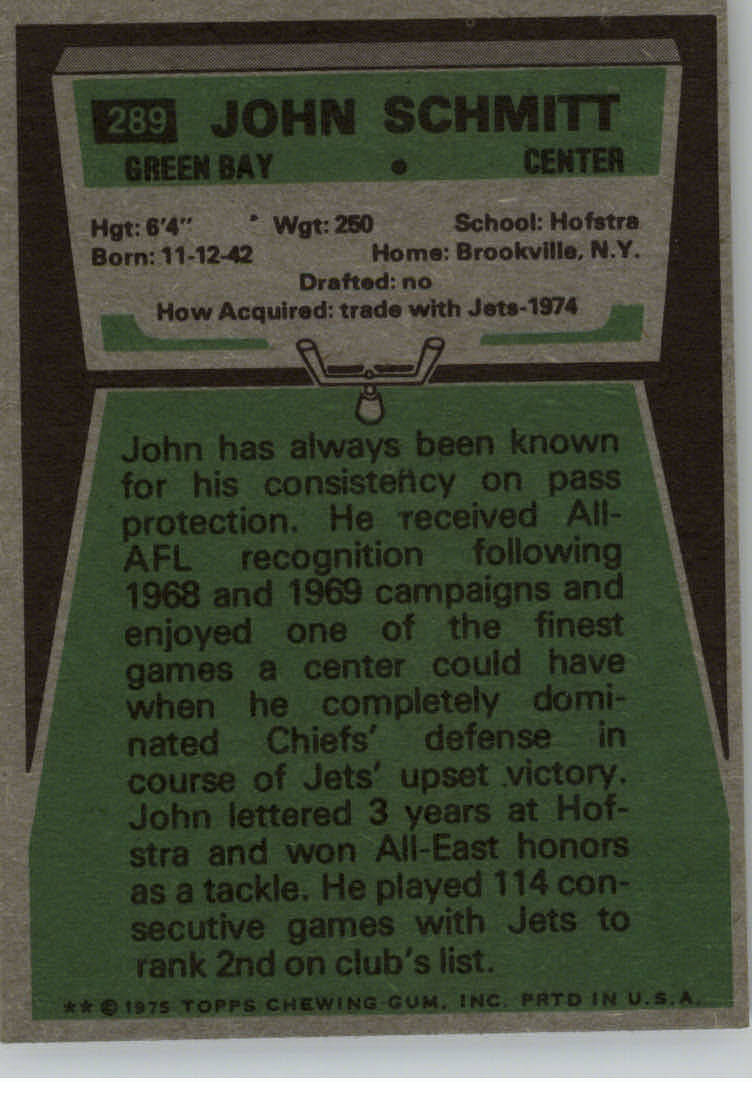 289 JOHN SCHMITT
GREEN BAY • CENTER
Hgt: 6'4" Wgt: 250 School: Hofstra
Born: 11-12-42 Home: Brookville, N.Y.
Drafted: no
How Acquired: trade with Jets-1974
John has always been known
for his consistency on pass
protection. He received All-
AFL recognition following
1968 and 1969 campaigns and
enjoyed one of the finest
games a center could have
when he completely domi-
nated Chiefs' defense in
course of Jets' upset victory.
John lettered 3 years at Hof-
stra and won All-East honors
as a tackle. He played 114 con-
secutive games with Jets to
rank 2nd on club's list.
** © 1975 TOPPS CHEWING GUM, INC. PRTD IN U.S.A.